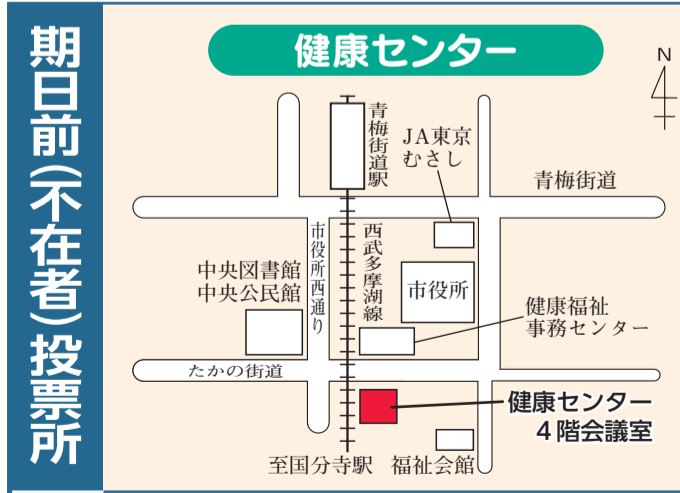 期日前(不在者)投票所
健康センター
N
青梅街道駅
JA東京
むさし
青梅街道
市役所西通り
西武多摩湖線
中央図書館
中央公民館
市役所
健康福祉
事務センター
たかの街道
健康センター
4階会議室
至国分寺駅
福祉会館